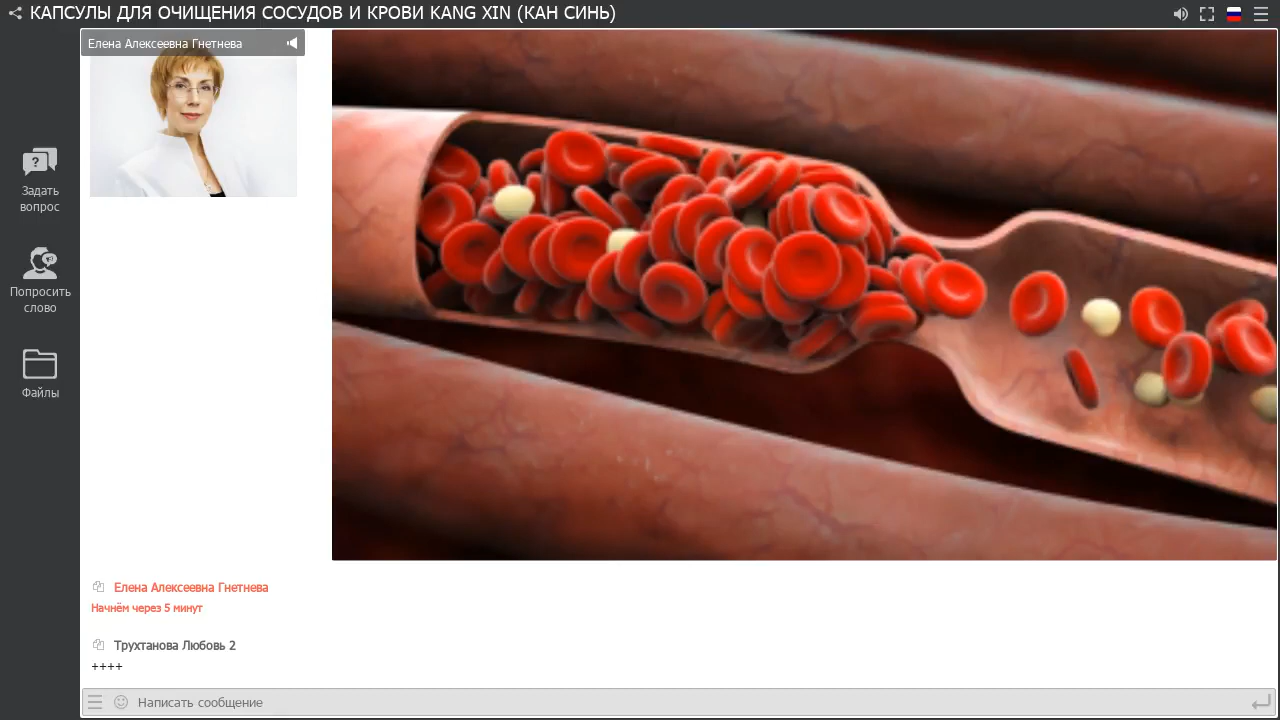 КАПСУЛЫ ДЛЯ ОЧИЩЕНИЯ СОСУДОВ И КРОВИ KANG XIN (КАН СИНЬ)
Елена Алексеевна Гнетнева
Задать
вопрос
Попросить
слово
Файлы
Елена Алексеевна Гнетнева
Начнём через 5 минут
Трухтанова Любовь 2
++++
Написать сообщение